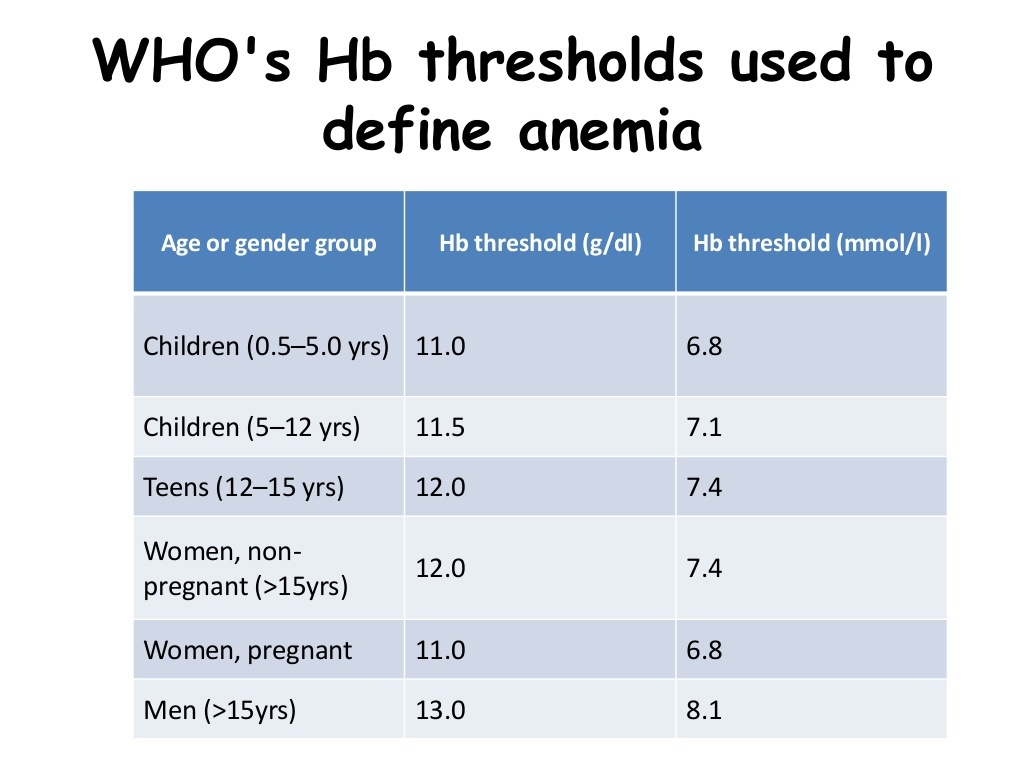 WHO's Hb thresholds used to
define anemia
Age or gender group Hb threshold (g/dl) Hb threshold (mmol/l)
Children (0.5–5.0 yrs) 11.0 6.8
Children (5–12 yrs) 11.5 7.1
Teens (12–15 yrs) 12.0 7.4
Women, non-
pregnant (>15yrs) 12.0 7.4
Women, pregnant 11.0 6.8
Men (>15yrs) 13.0 8.1